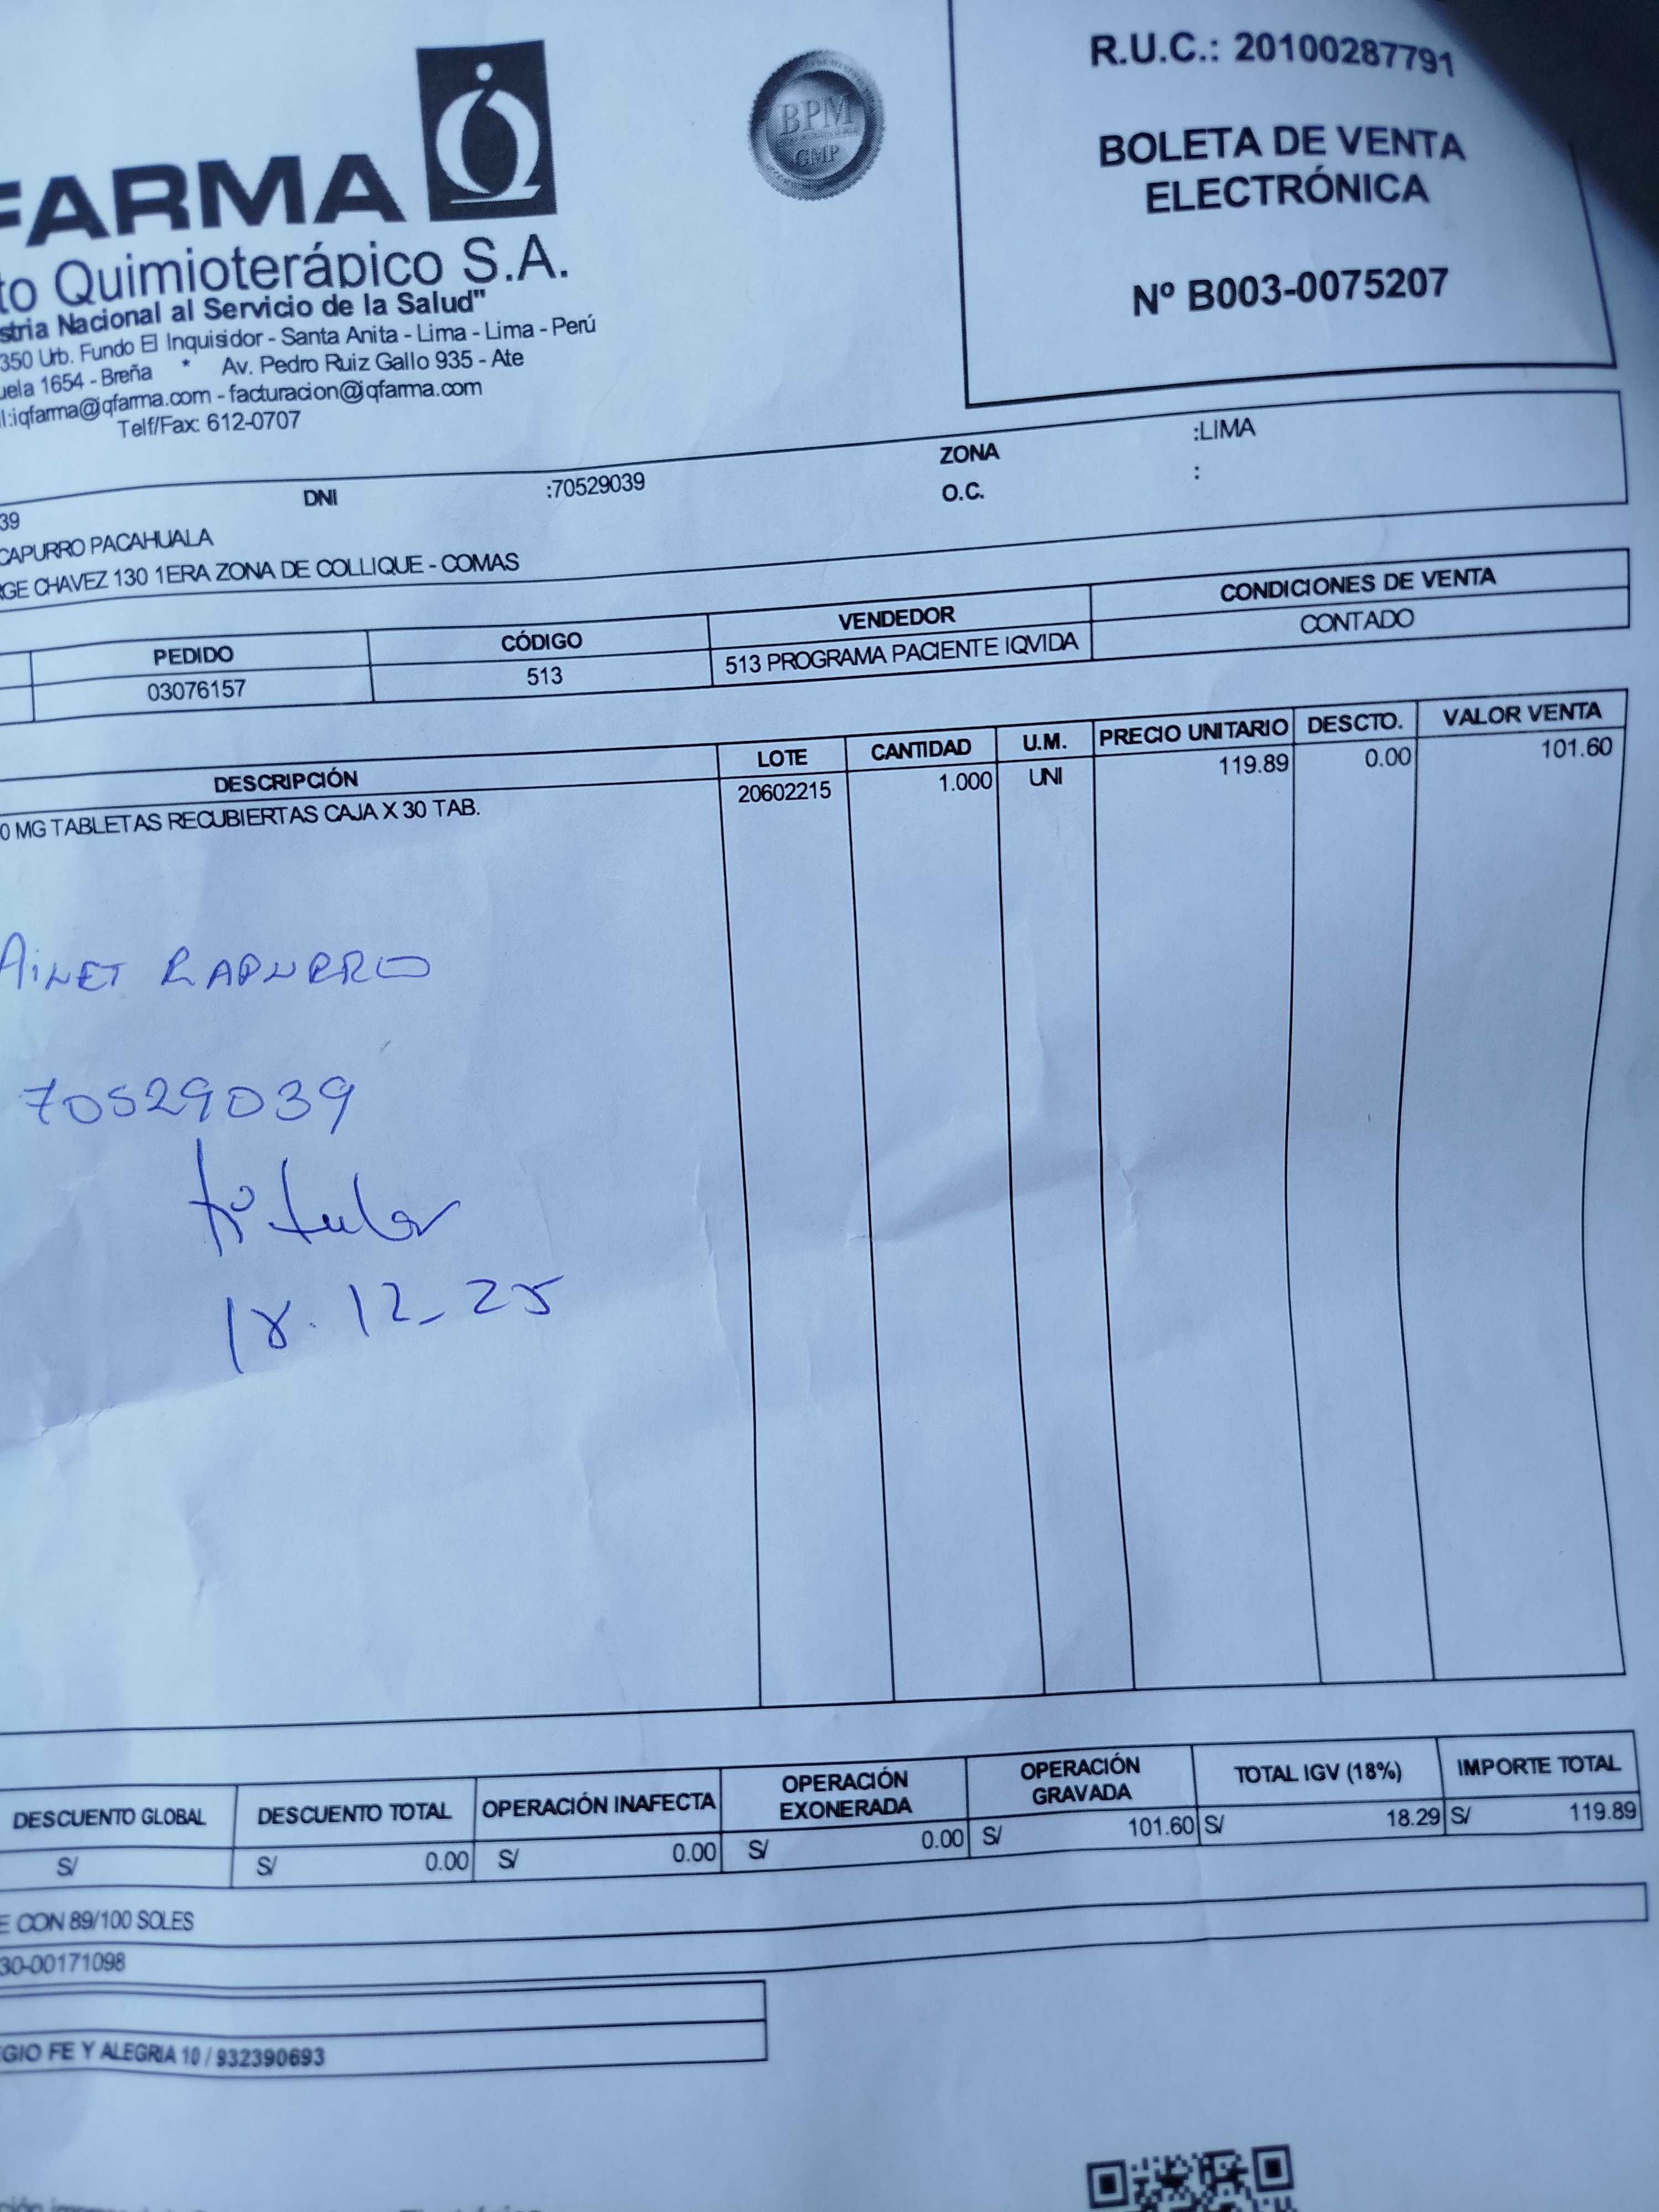 FARMA
BPM
GMP
R.U.C.: 20100287791
BOLETA DE VENTA
ELECTRÓNICA
Nº B003-0075207
to Quimioterápico S.A.
stria Nacional al Servicio de la Salud"
350 Urb. Fundo El Inquisidor - Santa Anita - Lima - Lima - Perú
uela 1654 - Breña * Av. Pedro Ruiz Gallo 935 - Ate
l:iqfarma@iqfarma.com - facturacion@iqfarma.com
Telf/Fax: 612-0707
39 DNI :70529039 ZONA :LIMA
CAPURRO PACAHUALA O.C. :
RGE CHAVEZ 130 1ERA ZONA DE COLLIQUE - COMAS
PEDIDO CÓDIGO VENDEDOR CONDICIONES DE VENTA
03076157 513 513 PROGRAMA PACIENTE IQVIDA CONTADO
DESCRIPCIÓN LOTE CANTIDAD U.M. PRECIO UNITARIO DESCTO. VALOR VENTA
0 MG TABLETAS RECUBIERTAS CAJA X 30 TAB. 20602215 1.000 UNI 119.89 0.00 101.60
70529039
titular
18.12-25
DESCUENTO GLOBAL DESCUENTO TOTAL OPERACIÓN INAFECTA OPERACIÓN EXONERADA OPERACIÓN GRAVADA TOTAL IGV (18%) IMPORTE TOTAL
S/ S/ 0.00 S/ 0.00 S/ 0.00 S/ 101.60 S/ 18.29 S/ 119.89
E CON 89/100 SOLES
30-00171098
GIO FE Y ALEGRIA 10 / 932390693